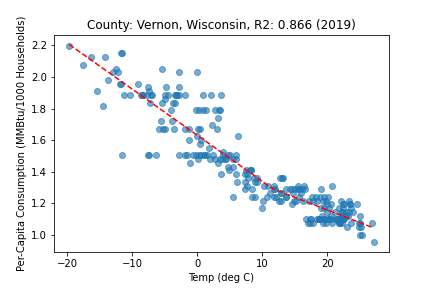 County: Vernon, Wisconsin, R2: 0.866 (2019)
Per-Capita Consumption (MMBtu/1000 Households)
2.2
2.0
1.8
1.6
1.4
1.2
1.0
−20 −10 0 10 20
Temp (deg C)